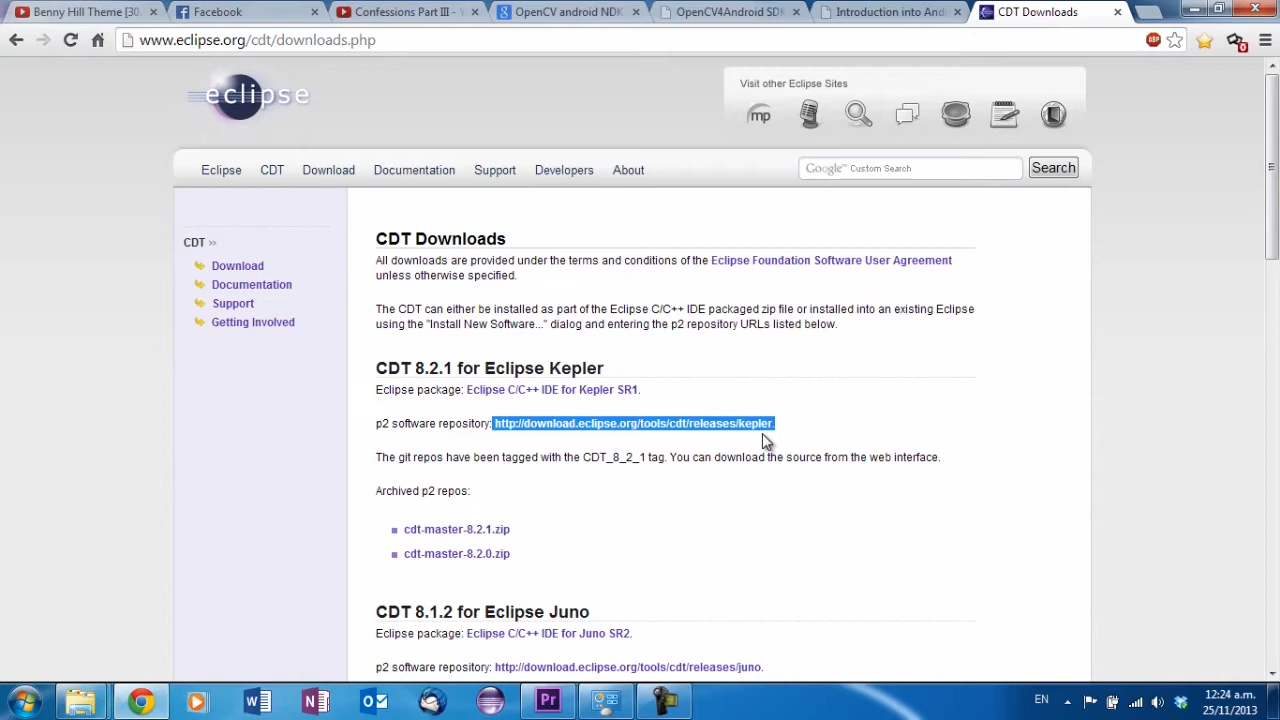 Benny Hill Theme [30.
Facebook
Confessions Part III - Y
OpenCV android NDK
OpenCV4Android SDK
Introduction into And
CDT Downloads
www.eclipse.org/cdt/downloads.php
ABP
0
eclipse
Visit other Eclipse Sites
mp
Eclipse CDT Download Documentation Support Developers About
Google™ Custom Search
Search
CDT »
Download
Documentation
Support
Getting Involved
CDT Downloads
All downloads are provided under the terms and conditions of the Eclipse Foundation Software User Agreement
unless otherwise specified.
The CDT can either be installed as part of the Eclipse C/C++ IDE packaged zip file or installed into an existing Eclipse
using the "Install New Software..." dialog and entering the p2 repository URLs listed below.
CDT 8.2.1 for Eclipse Kepler
Eclipse package: Eclipse C/C++ IDE for Kepler SR1.
p2 software repository: http://download.eclipse.org/tools/cdt/releases/kepler.
The git repos have been tagged with the CDT_8_2_1 tag. You can download the source from the web interface.
Archived p2 repos:
cdt-master-8.2.1.zip
cdt-master-8.2.0.zip
CDT 8.1.2 for Eclipse Juno
Eclipse package: Eclipse C/C++ IDE for Juno SR2.
p2 software repository: http://download.eclipse.org/tools/cdt/releases/juno.
Pr
EN
12:24 a.m.
25/11/2013